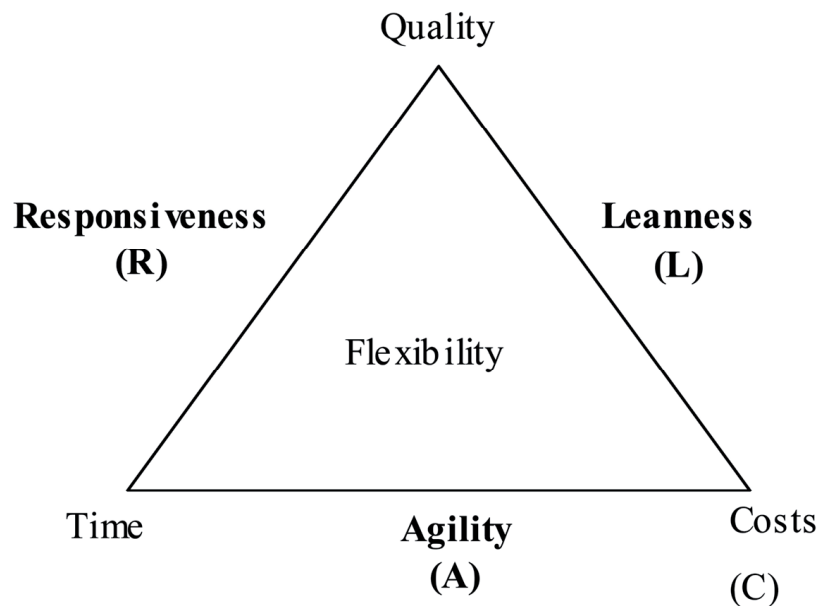 Quality
Responsiveness
(R)
Leanness
(L)
Flexibility
Time
Agility
(A)
Costs
(C)